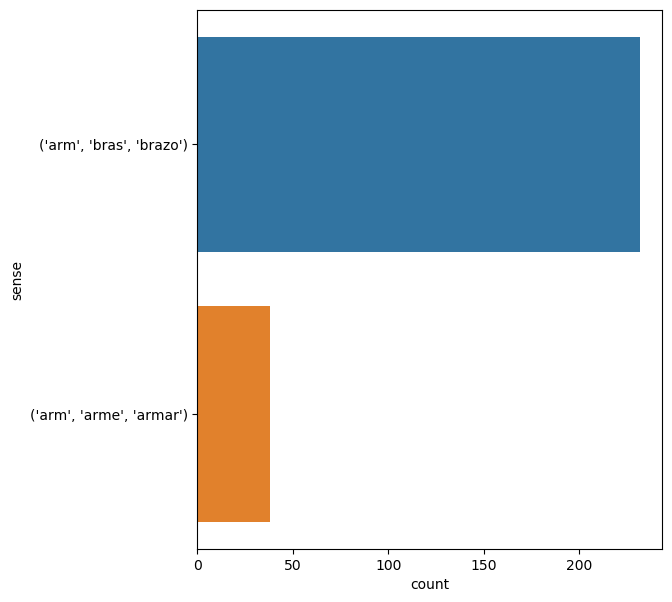 ('arm', 'bras', 'brazo')
('arm', 'arme', 'armar')
sense
0 50 100 150 200
count